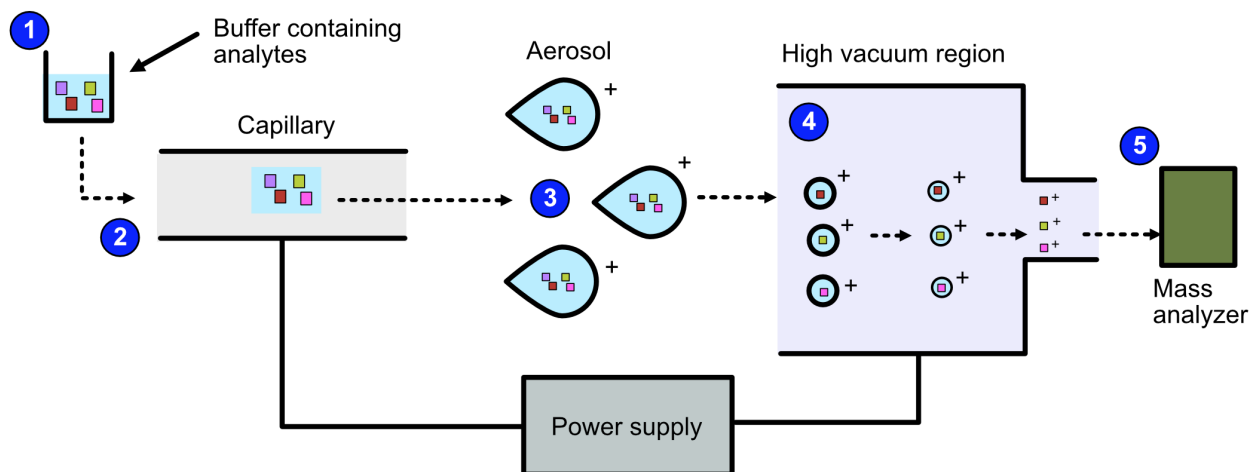 1
Buffer containing
analytes
Capillary
2
Aerosol
+
+
+
3
High vacuum region
4
+
+
+
+
+
+
+
+
+
5
Mass
analyzer
Power supply